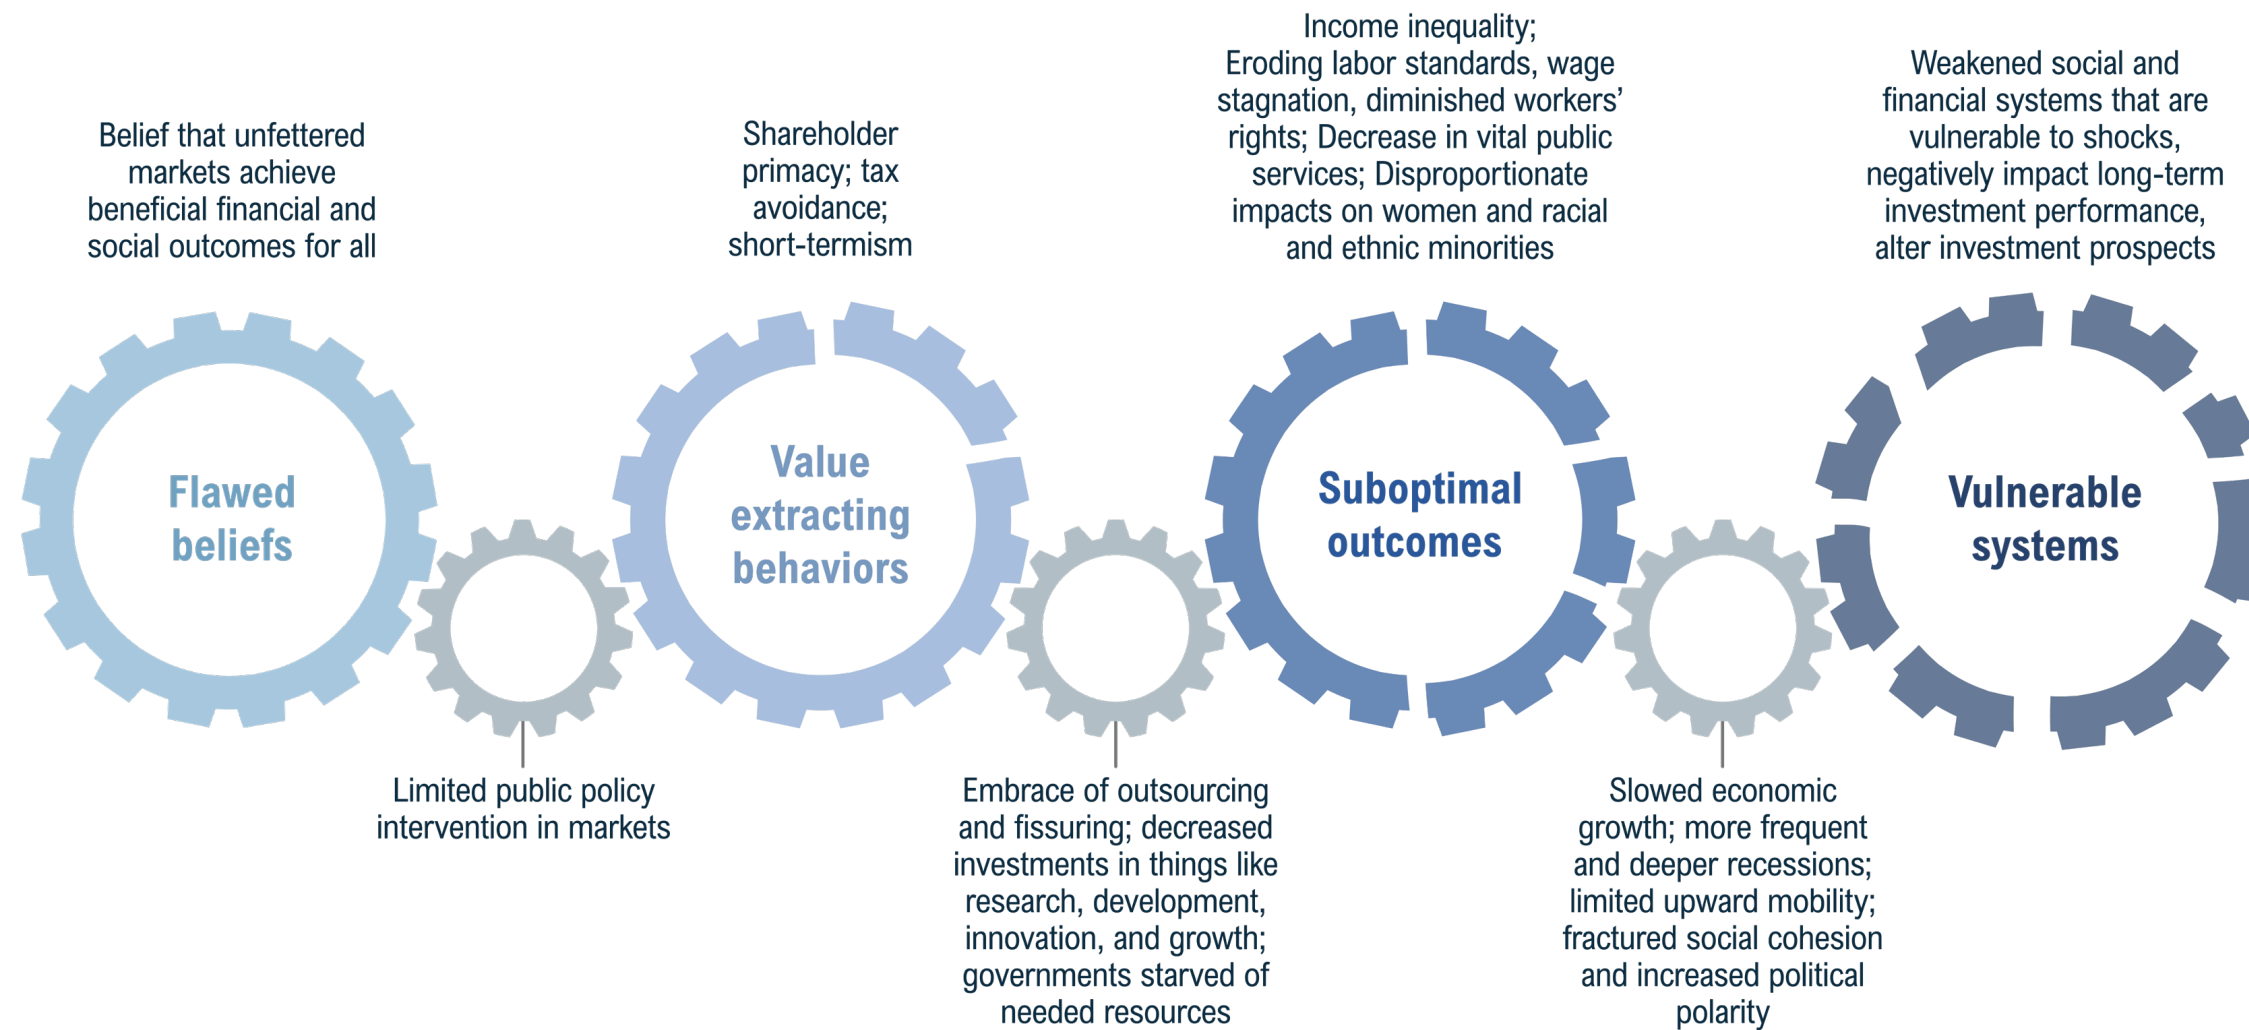 Belief that unfettered
markets achieve
beneficial financial and
social outcomes for all
Flawed
beliefs
Limited public policy
intervention in markets
Shareholder
primacy; tax
avoidance;
short-termism
Value
extracting
behaviors
Embrace of outsourcing
and fissuring; decreased
investments in things like
research, development,
innovation, and growth;
governments starved of
needed resources
Income inequality;
Eroding labor standards, wage
stagnation, diminished workers’
rights; Decrease in vital public
services; Disproportionate
impacts on women and racial
and ethnic minorities
Suboptimal
outcomes
Slowed economic
growth; more frequent
and deeper recessions;
limited upward mobility;
fractured social cohesion
and increased political
polarity
Weakened social and
financial systems that are
vulnerable to shocks,
negatively impact long-term
investment performance,
alter investment prospects
Vulnerable
systems